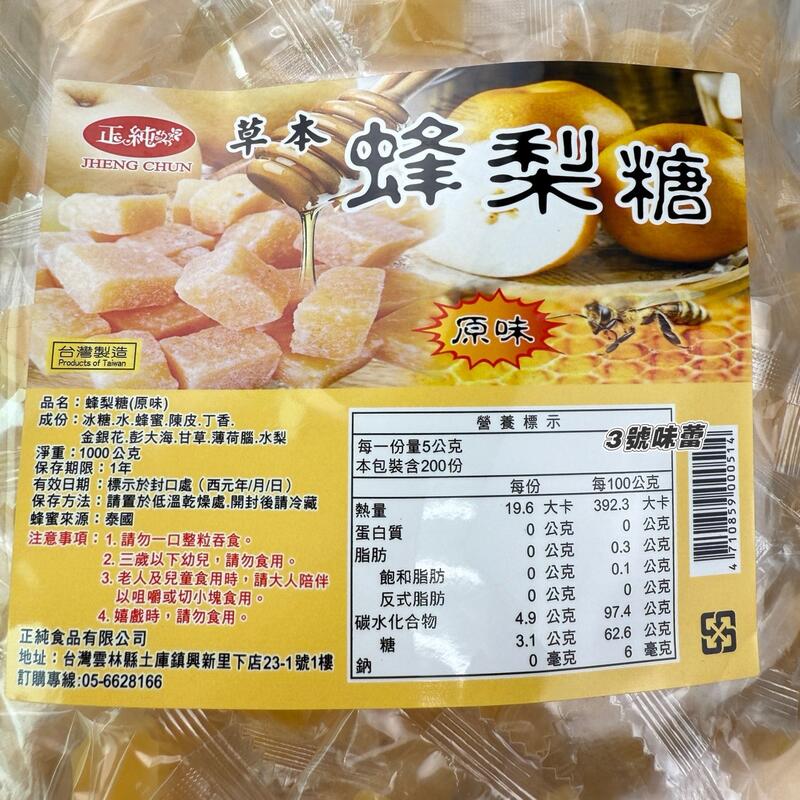 正純
JHENG CHUN
草本 蜂梨糖
原味
台灣製造
Products of Taiwan
品名：蜂梨糖(原味)
成份：冰糖.水.蜂蜜.陳皮.丁香.
金銀花.彭大海.甘草.薄荷腦.水梨
淨重：1000公克
保存期限：1年
有效日期：標示於封口處（西元年/月/日）
保存方法：請置於低溫乾燥處.開封後請冷藏
蜂蜜來源：泰國
注意事項：1. 請勿一口整粒吞食。
2. 三歲以下幼兒，請勿食用。
3. 老人及兒童食用時，請大人陪伴
以咀嚼或切小塊食用。
4. 嬉戲時，請勿食用。
正純食品有限公司
地址：台灣雲林縣土庫鎮興新里下店23-1號1樓
訂購專線:05-6628166
營養標示
每一份量5公克
本包裝含200份
3號味蕾
每份 每100公克
熱量 19.6 大卡 392.3 大卡
蛋白質 0 公克 0 公克
脂肪 0 公克 0.3 公克
飽和脂肪 0 公克 0.1 公克
反式脂肪 0 公克 0 公克
碳水化合物 4.9 公克 97.4 公克
糖 3.1 公克 62.6 公克
鈉 0 毫克 6 毫克
4710859000514